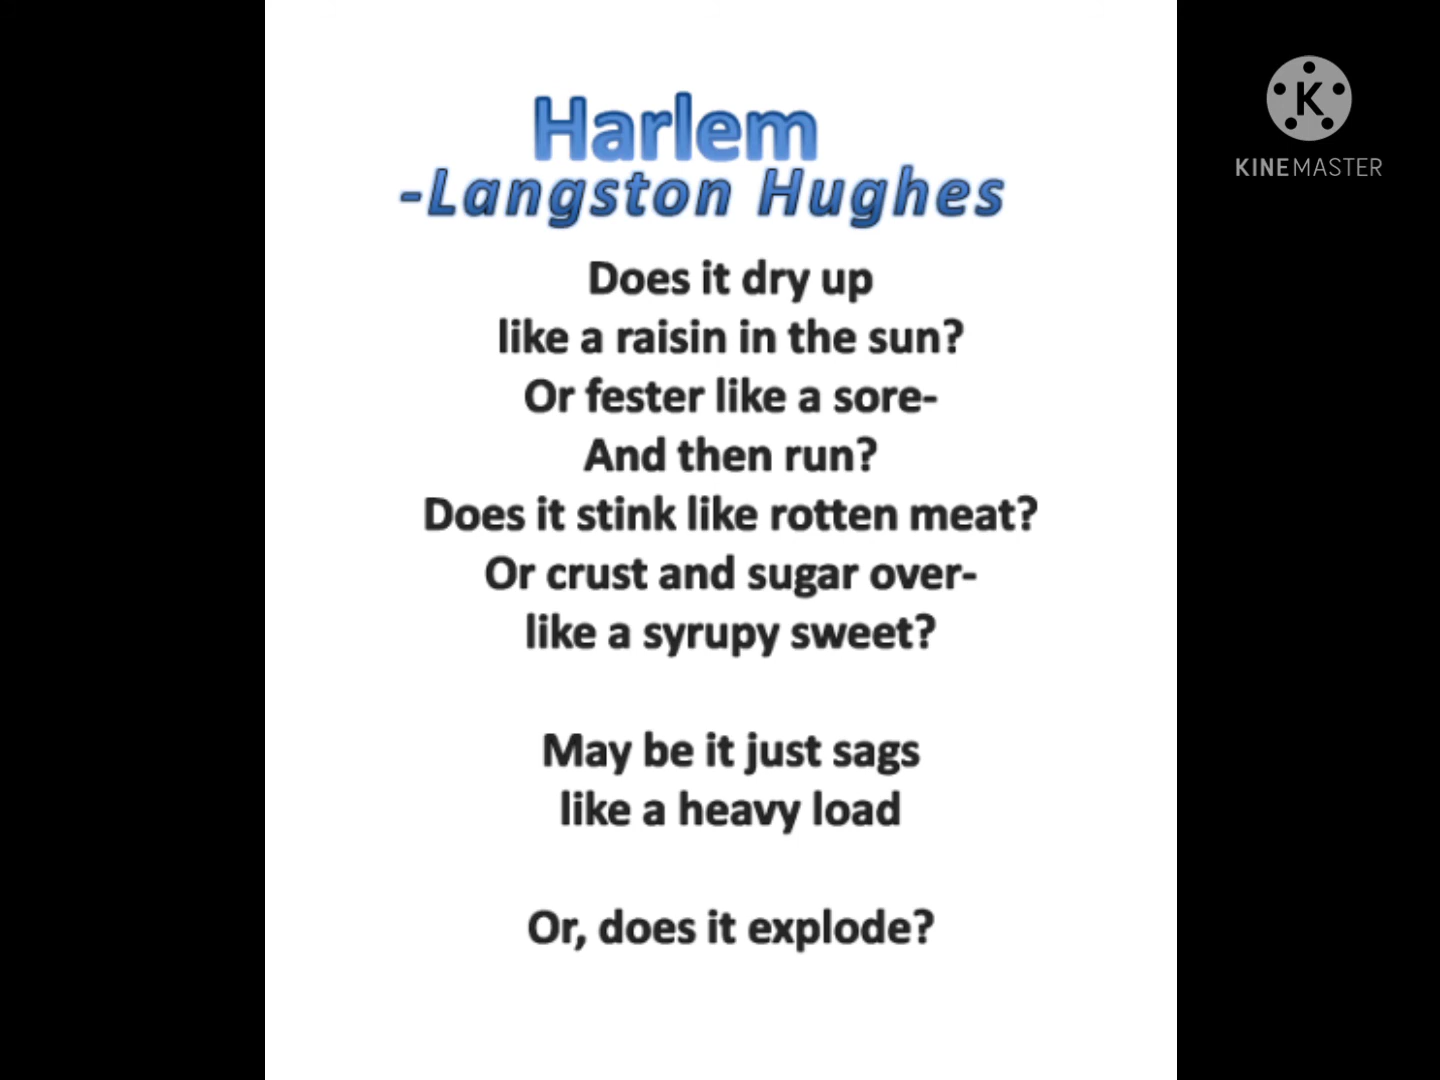 Harlem
-Langston Hughes
Does it dry up
like a raisin in the sun?
Or fester like a sore-
And then run?
Does it stink like rotten meat?
Or crust and sugar over-
like a syrupy sweet?
May be it just sags
like a heavy load
Or, does it explode?
K
KINEMASTER